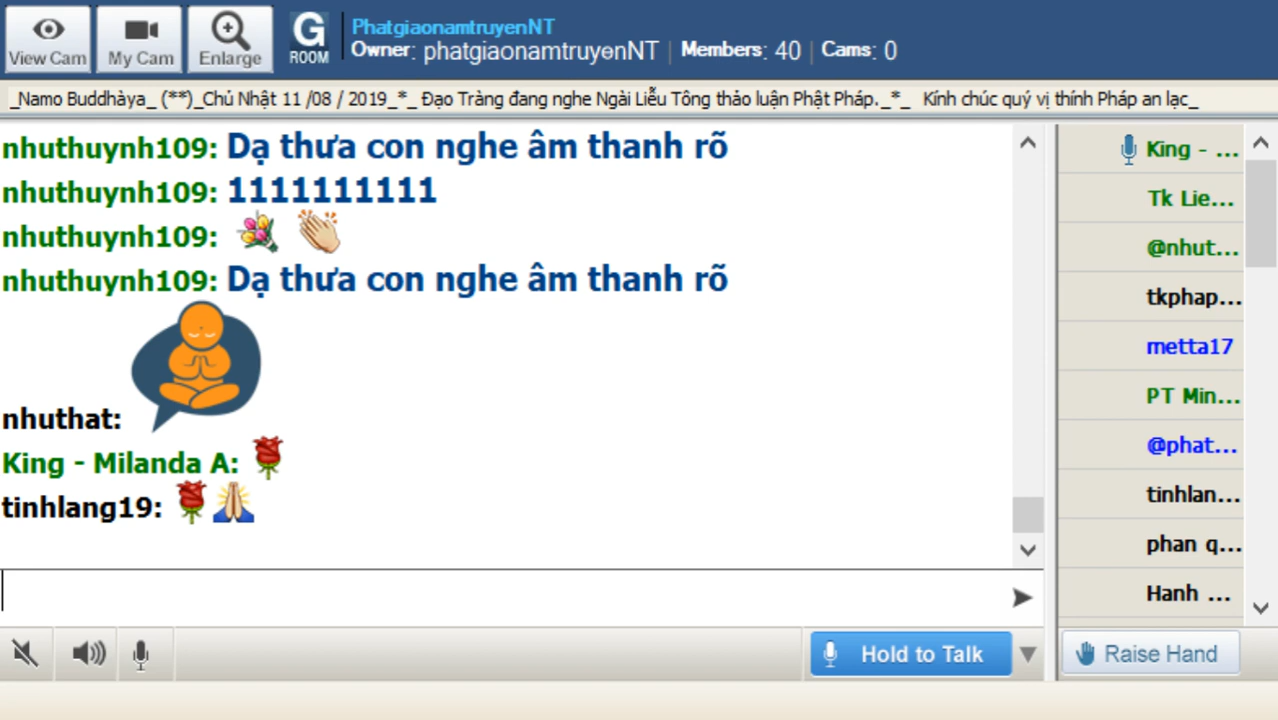 View Cam
My Cam
Enlarge
G ROOM
PhatgiaonamtruyenNT
Owner: phatgiaonamtruyenNT | Members: 40 | Cams: 0
_Namo Buddhàya_ (**)_Chủ Nhật 11 /08 / 2019_*_ Đạo Tràng đang nghe Ngài Liễu Tông thảo luận Phật Pháp._*_ Kính chúc quý vị thính Pháp an lạc_
nhuthuynh109: Dạ thưa con nghe âm thanh rõ
nhuthuynh109: 1111111111
nhuthuynh109:
nhuthuynh109: Dạ thưa con nghe âm thanh rõ
nhuthat:
King - Milanda A:
tinhlang19:
King - ...
Tk Lie...
@nhut...
tkphap...
metta17
PT Min...
@phat...
tinhlan...
phan q...
Hanh ...
Hold to Talk
Raise Hand